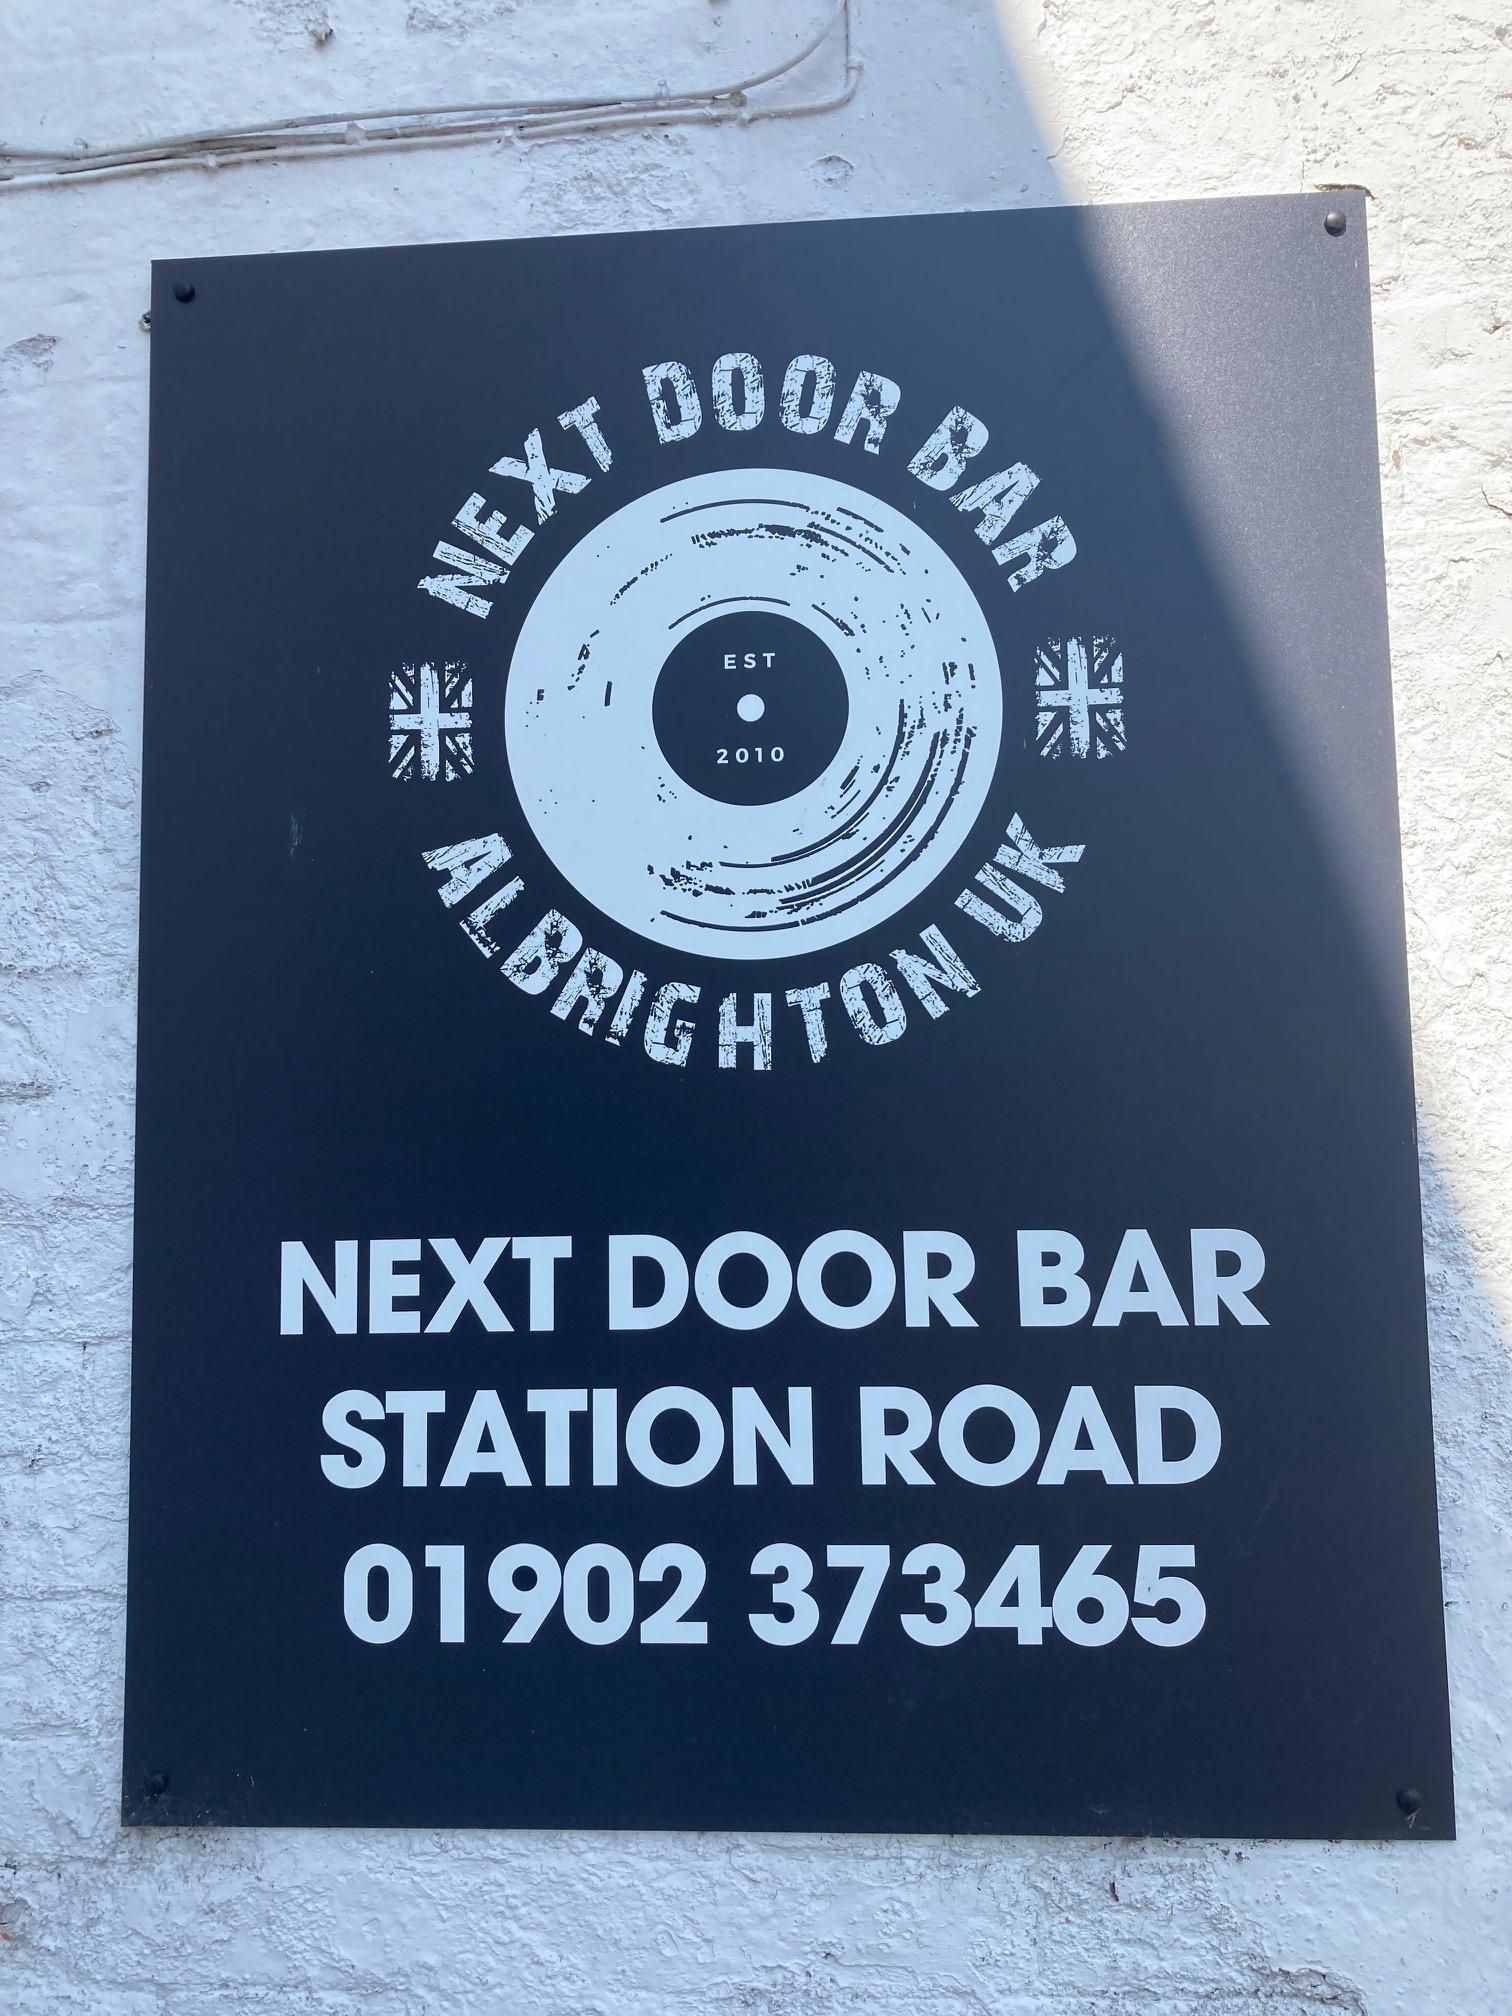 NEXT DOOR BAR
EST
2010
ALBRIGHTON UK
NEXT DOOR BAR
STATION ROAD
01902 373465